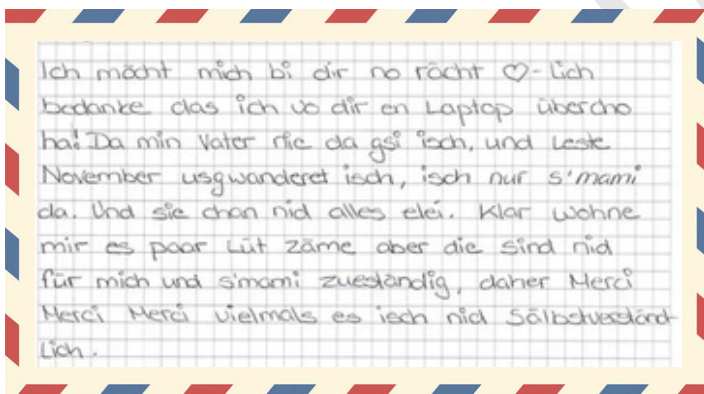 Ich möcht mich bi dir no rächt ♡-lich
bedanke das ich vo dir en Laptop übercho
ha! Da min Vater nie da gsi isch, und Leste
November usgwanderet isch, isch nur s'mami
da. Und sie chan nid alles elei. Klar wohne
mir es paar Lüt zäme aber die sind nid
für mich und s'mami zueständig, daher Merci
Merci Merci vielmals es isch nid Sälbstverständ-
lich.